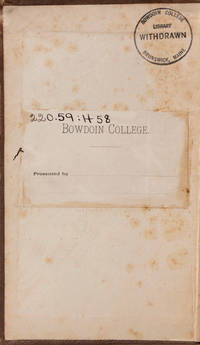 BOWDOIN COLLEGE
LIBRARY
WITHDRAWN
BRUNSWICK, MAINE
220.59:H58
BOWDOIN COLLEGE.
Presented by